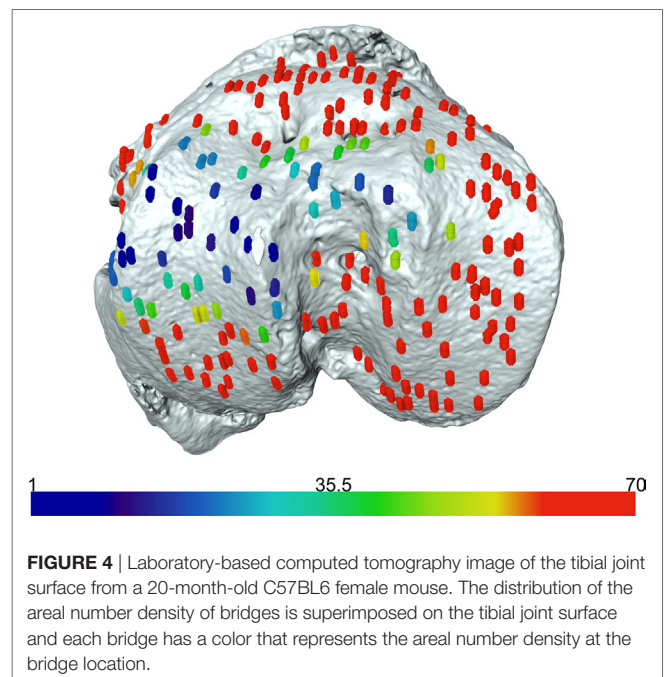 1 35.5 70
FIGURE 4 | Laboratory-based computed tomography image of the tibial joint
surface from a 20-month-old C57BL6 female mouse. The distribution of the
areal number density of bridges is superimposed on the tibial joint surface
and each bridge has a color that represents the areal number density at the
bridge location.